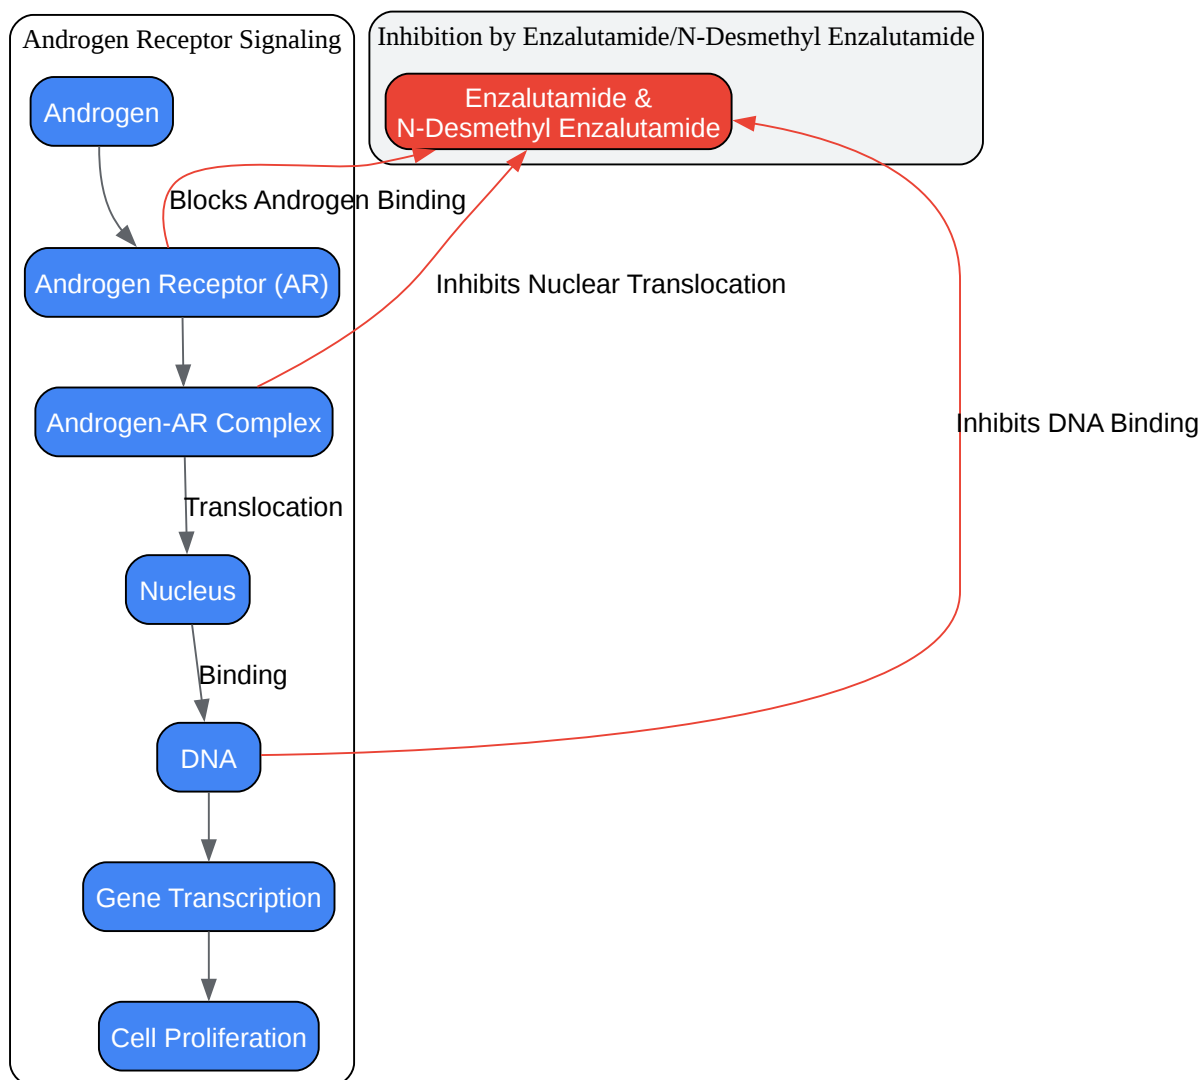 Androgen Receptor Signaling
Inhibition by Enzalutamide/N-Desmethyl Enzalutamide
Androgen
Enzalutamide &
N-Desmethyl Enzalutamide
Blocks Androgen Binding
Androgen Receptor (AR)
Inhibits Nuclear Translocation
Androgen-AR Complex
Inhibits DNA Binding
Translocation
Nucleus
Binding
DNA
Gene Transcription
Cell Proliferation